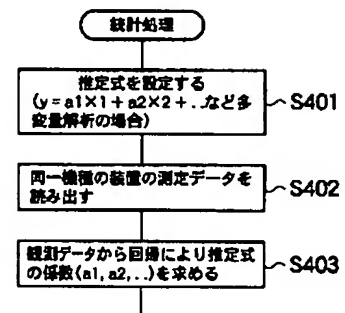 統計処理
推定式を設定する
(y=a1×1+a2×2+..など多
変量解析の場合)
S401
同一機種の装置の測定データを
読み出す
S402
観測データから回帰により推定式
の係数(a1,a2,..)を求める
S403